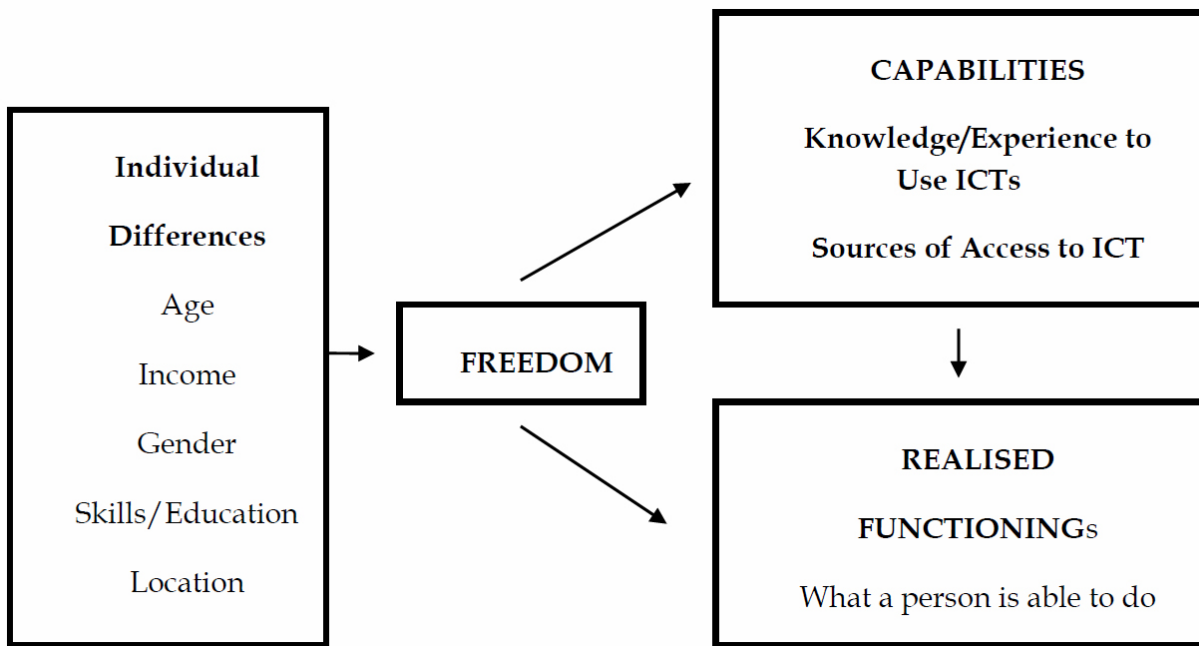 Individual
Differences
Age
Income
Gender
Skills/Education
Location
FREEDOM
CAPABILITIES
Knowledge/Experience to
Use ICTs
Sources of Access to ICT
REALISED
FUNCTIONINGs
What a person is able to do